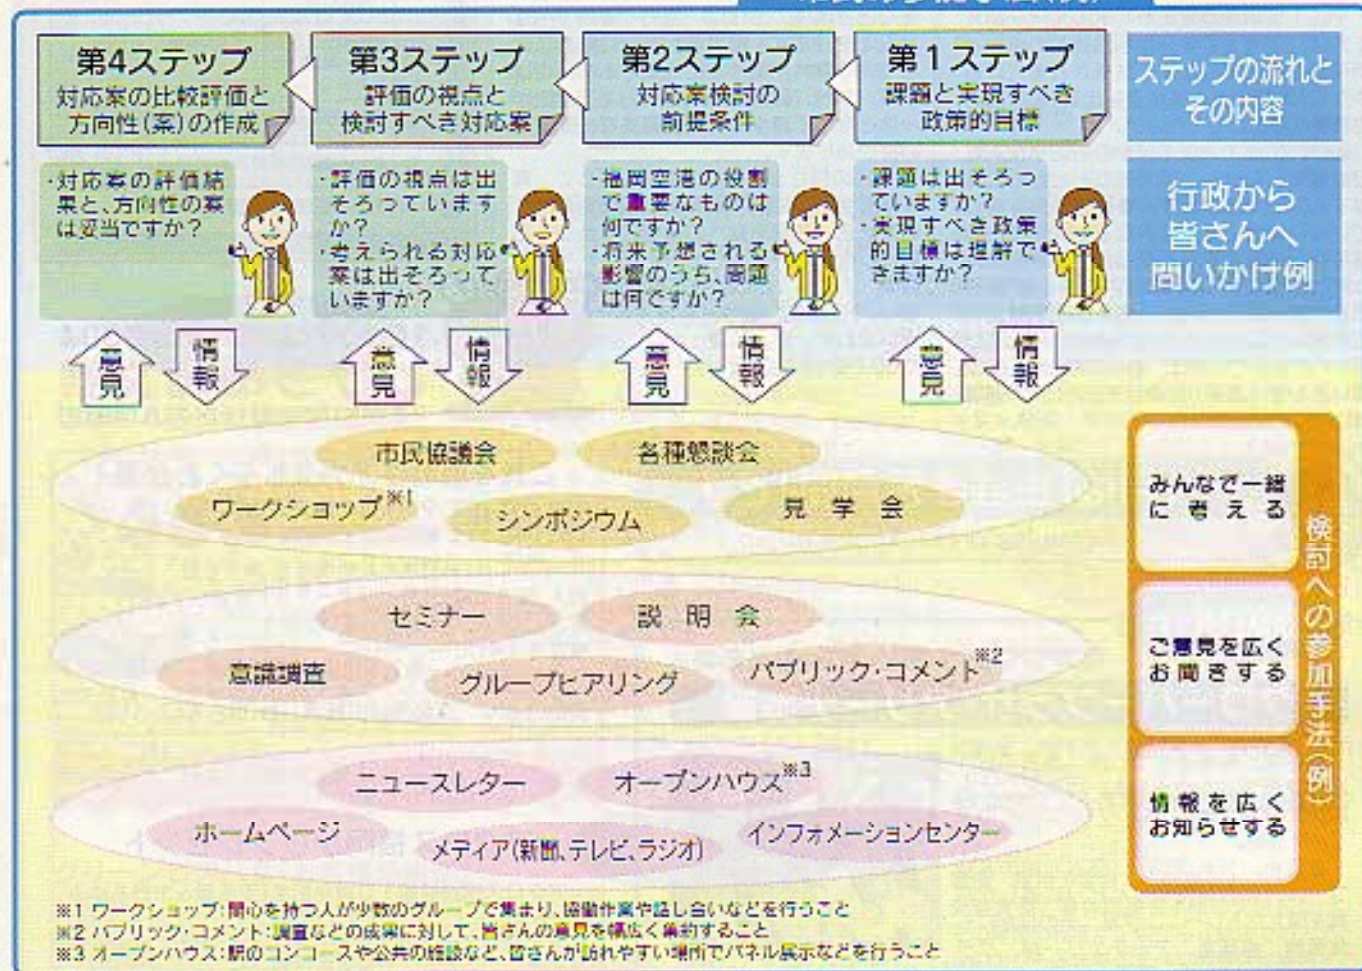 ステップの流れと
その内容
第1ステップ
課題と実現すべき
政策的目標
第2ステップ
対応案検討の
前提条件
第3ステップ
評価の視点と
検討すべき対応案
第4ステップ
対応案の比較評価と
方向性(案)の作成
行政から
皆さんへ
問いかけ例
・課題は出そろっ
ていますか?
・実現すべき政策
的目標は理解で
きますか?
・福岡空港の役割
で重要なものは
何ですか?
・将来予想される
影響のうち、問題
は何ですか?
・評価の視点は出
そろっています
か?
・考えられる対応
案は出そろって
いますか?
・対応案の評価結
果と、方向性の案
は妥当ですか?
意見
情報
意見
情報
意見
情報
意見
情報
検討への参加手法(例)
みんなで一緒
に考える
市民協議会
各種懇談会
ワークショップ※1
シンポジウム
見学会
ご意見を広く
お聞きする
セミナー
説明会
意識調査
グループヒアリング
パブリック・コメント※2
情報を広く
お知らせする
ニュースレター
オープンハウス※3
ホームページ
メディア(新聞、テレビ、ラジオ)
インフォメーションセンター
※1 ワークショップ:関心を持つ人が少数のグループで集まり、協働作業や話し合いなどを行うこと
※2 パブリック・コメント:調査などの成果に対して、皆さんの意見を幅広く集約すること
※3 オープンハウス:駅のコンコースや公共の施設など、皆さんが訪れやすい場所でパネル展示などを行うこと